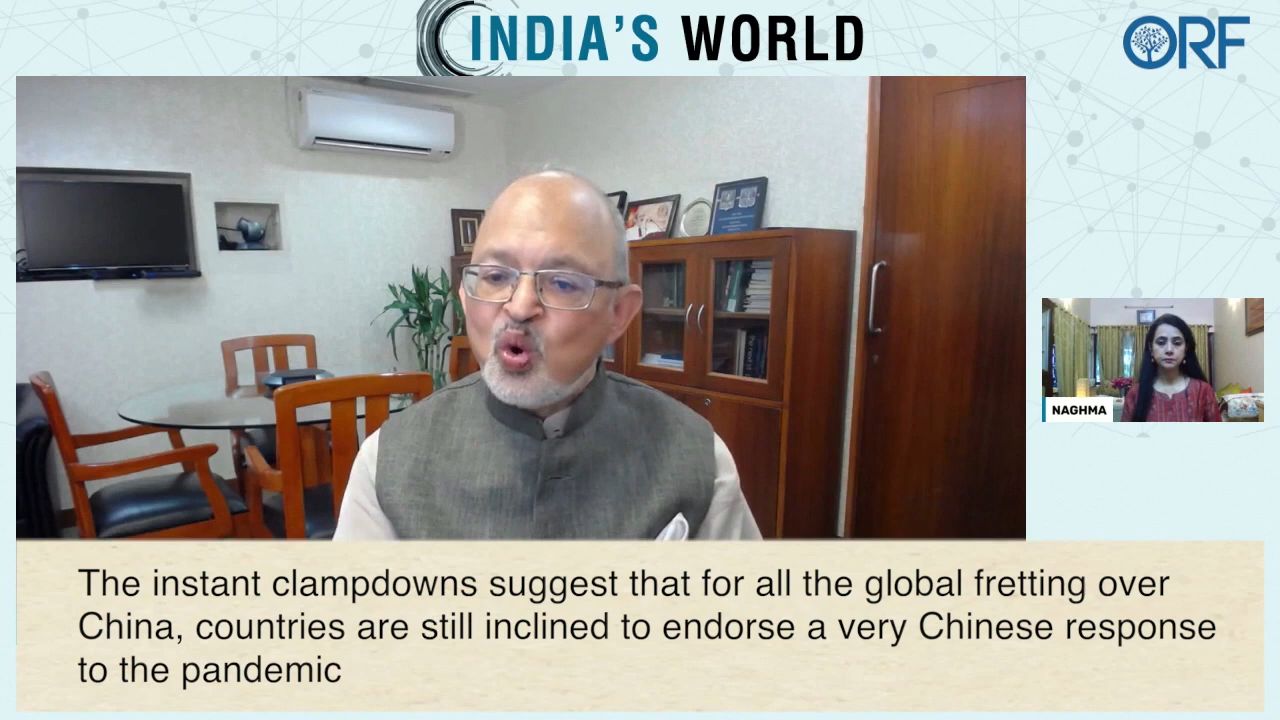 INDIA'S WORLD
ORF
NAGHMA
The instant clampdowns suggest that for all the global fretting over
China, countries are still inclined to endorse a very Chinese response
to the pandemic